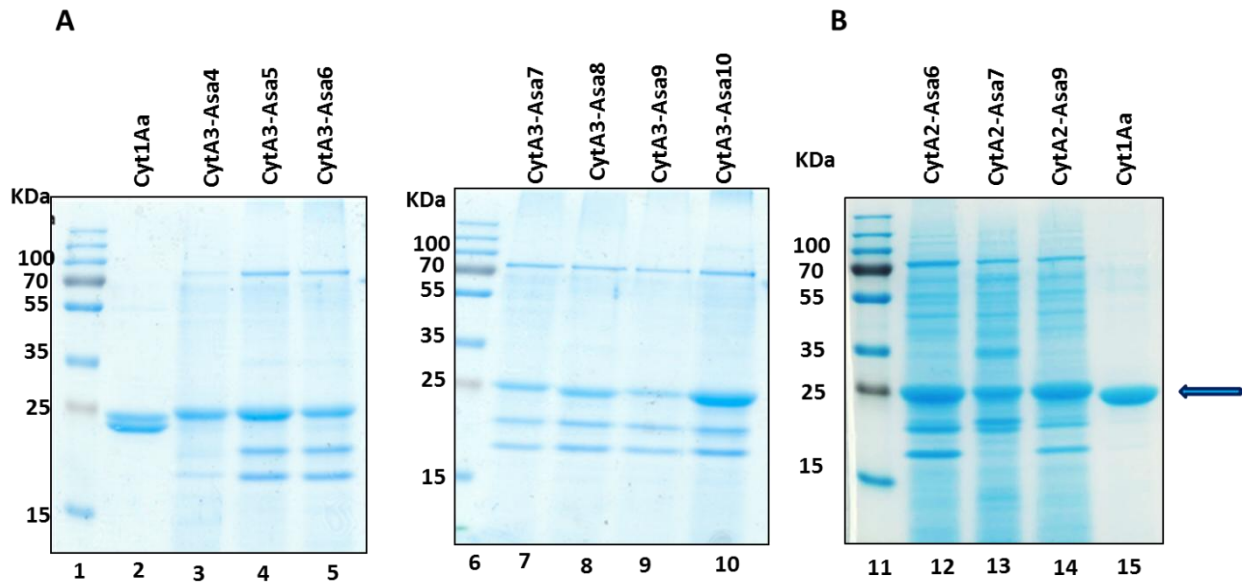 A
B
Cyt1Aa
CytA3-Asa4
CytA3-Asa5
CytA3-Asa6
CytA3-Asa7
CytA3-Asa8
CytA3-Asa9
CytA3-Asa10
CytA2-Asa6
CytA2-Asa7
CytA2-Asa9
Cyt1Aa
KDa
100
70
55
35
25
15
KDa
100
70
55
35
25
15
KDa
100
70
55
35
25
15
1 2 3 4 5 6 7 8 9 10 11 12 13 14 15